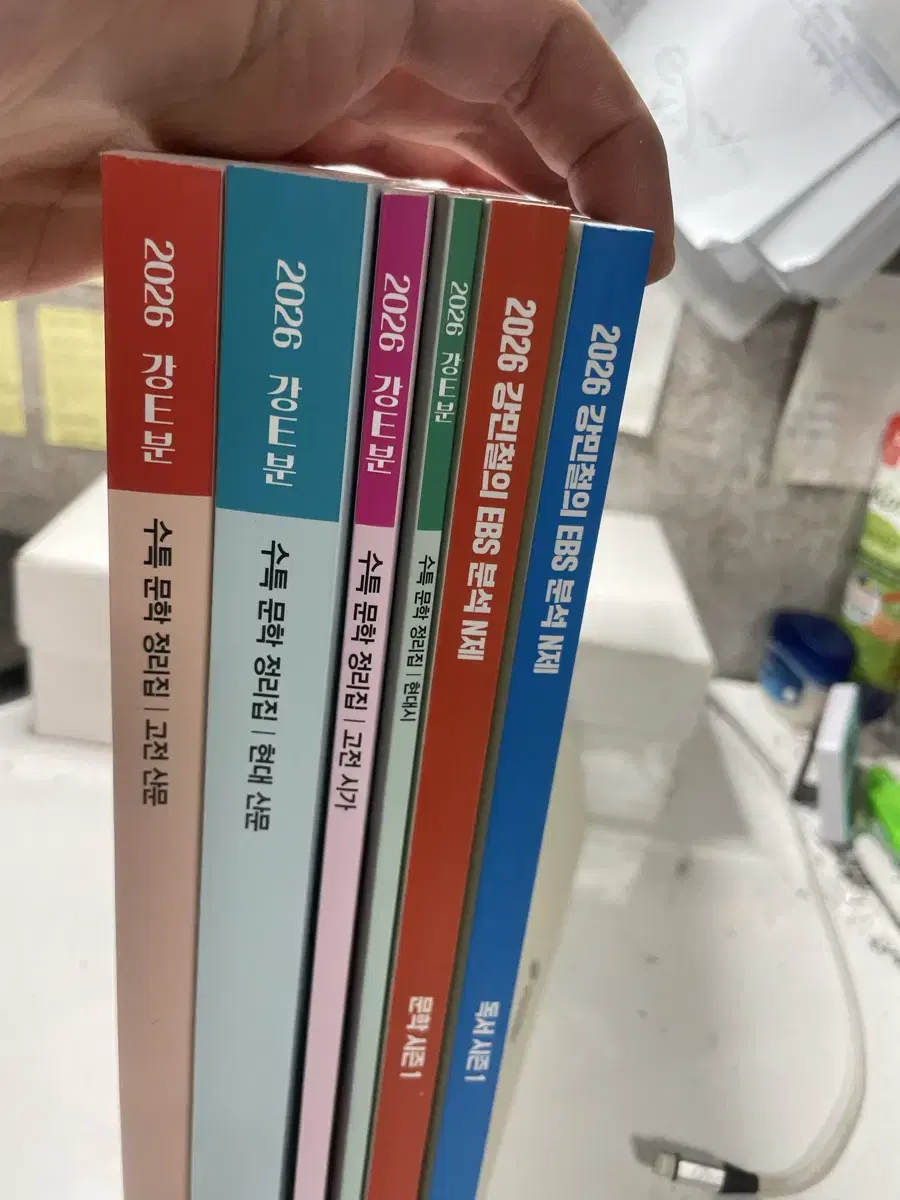 2026 강E분 수특 문학 정리집 | 고전 산문
2026 강E분 수특 문학 정리집 | 현대 산문
2026 강E분 수특 문학 정리집 | 고전 시가
2026 강E분 수특 문학 정리집 | 현대시
2026 강민철의 EBS 분석 N제 문학 시즌 1
2026 강민철의 EBS 분석 N제 독서 시즌 1